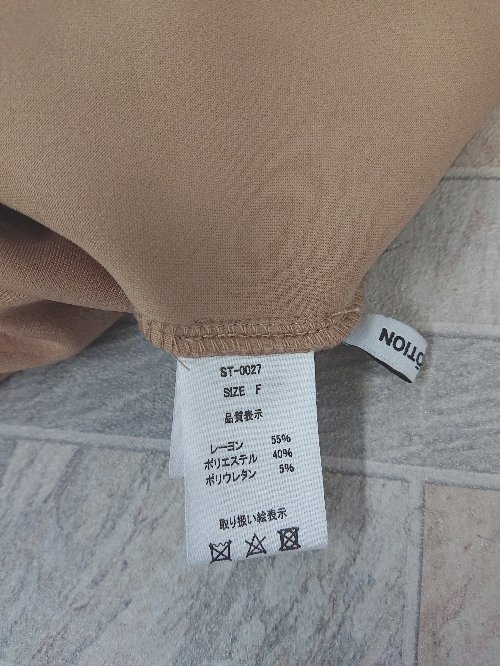 ST-0027
SIZE F
品質表示
レーヨン 55%
ポリエステル 40%
ポリウレタン 5%
取り扱い絵表示